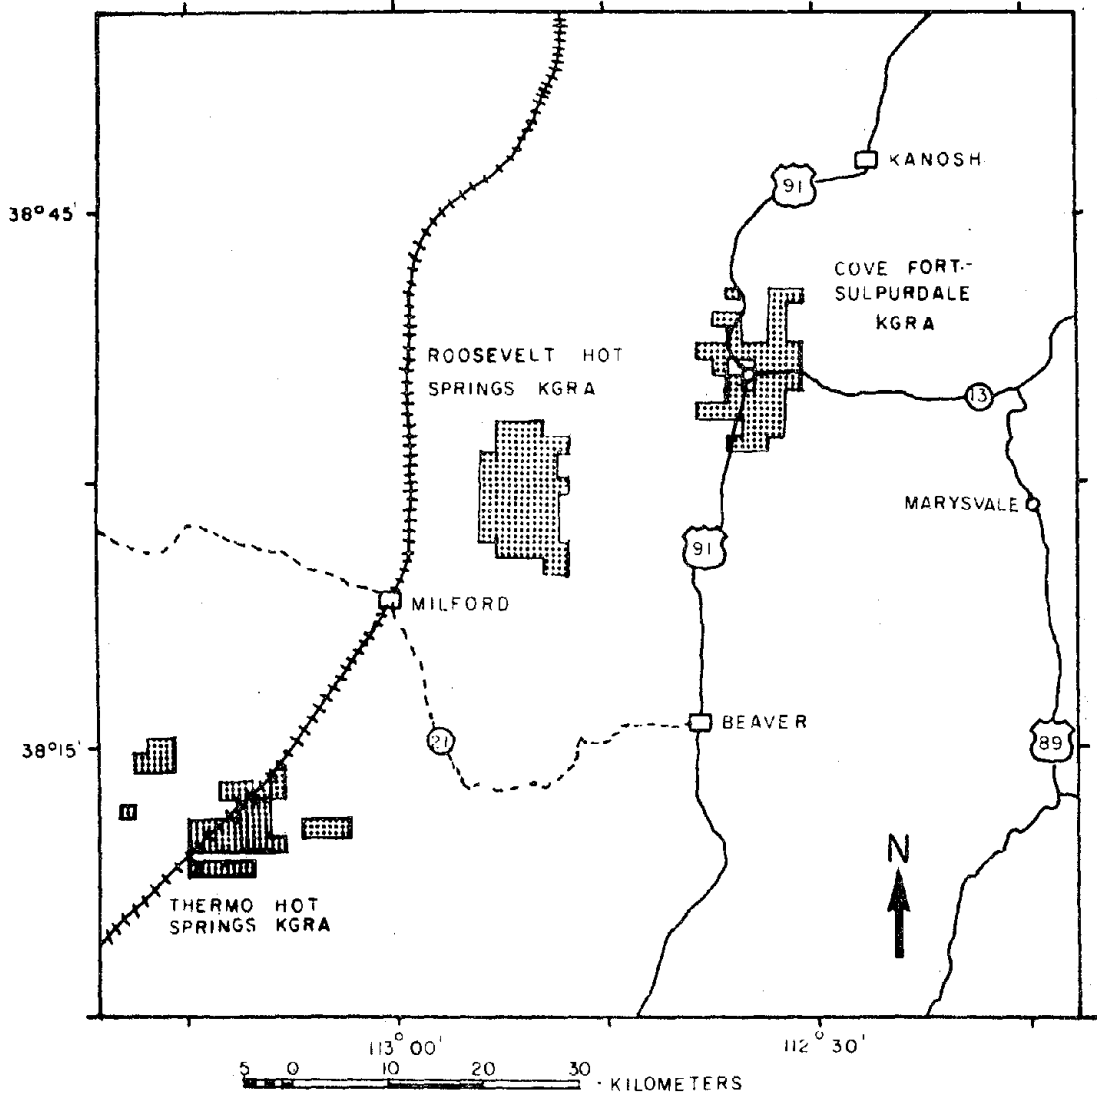 91
KANOSH
38° 45'
COVE FORT-
SULPURDALE
KGRA
ROOSEVELT HOT
SPRINGS KGRA
13
MARYSVALE
91
MILFORD
BEAVER
21
38° 15'
89
N
THERMO HOT
SPRINGS KGRA
113° 00'
112° 30'
5 0 10 20 30 KILOMETERS